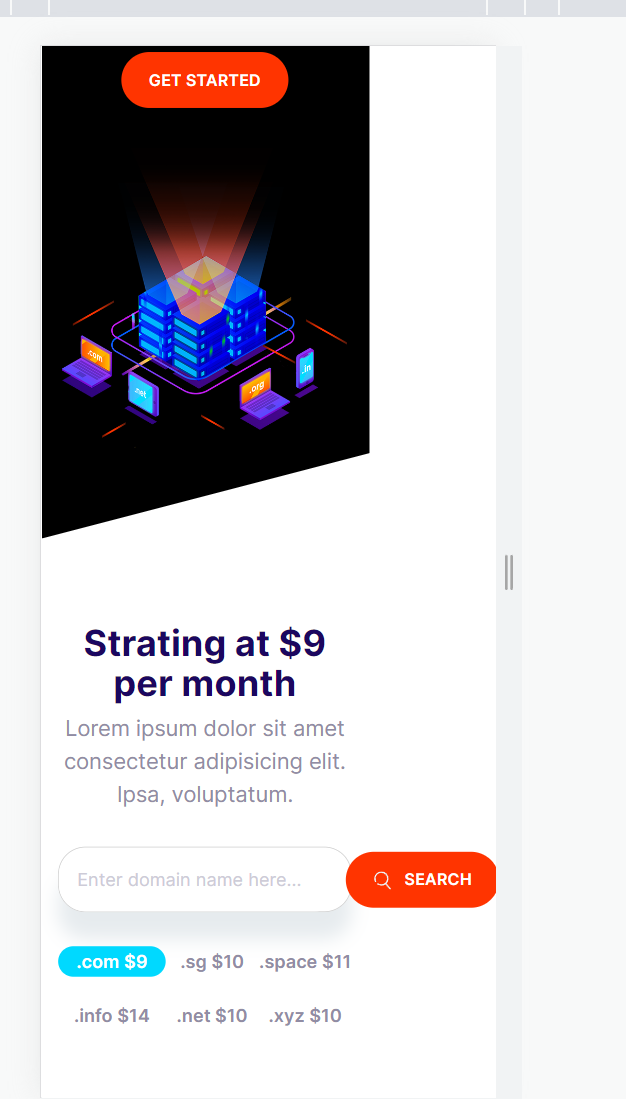 GET STARTED
.com
.net
.org
.in
Strating at $9
per month
Lorem ipsum dolor sit amet
consectetur adipisicing elit.
Ipsa, voluptatum.
Enter domain name here...
SEARCH
.com $9 .sg $10 .space $11
.info $14 .net $10 .xyz $10